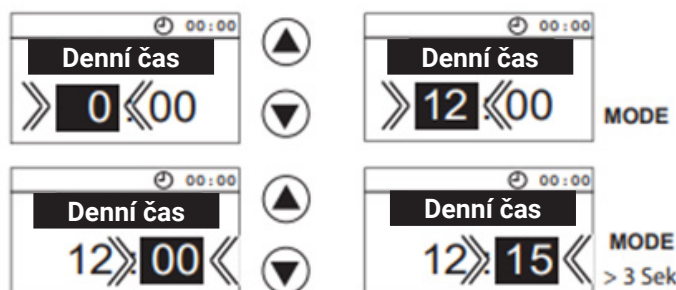 00:00
Denní čas
0:00
00:00
Denní čas
12:00
MODE
00:00
Denní čas
12:00
00:00
Denní čas
12:15
MODE
> 3 Sek